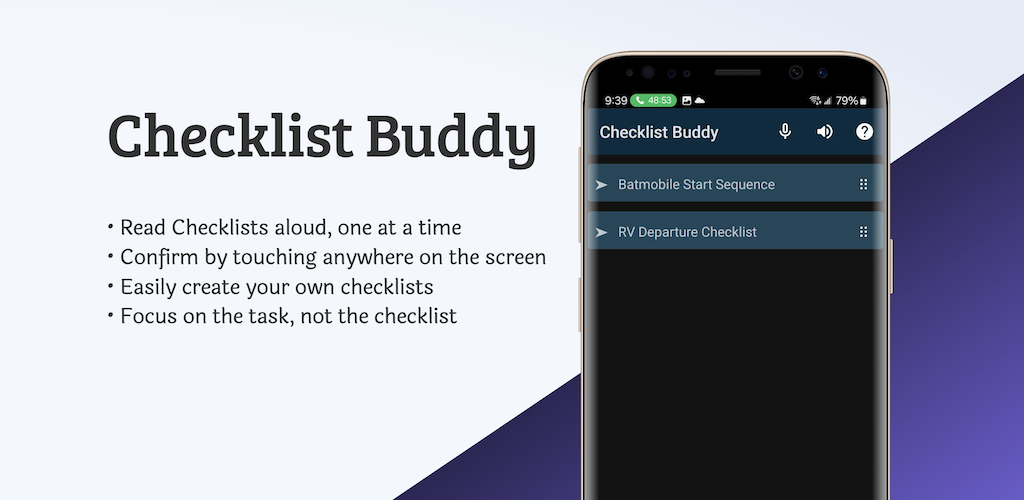 Checklist Buddy
• Read Checklists aloud, one at a time
• Confirm by touching anywhere on the screen
• Easily create your own checklists
• Focus on the task, not the checklist
9:39 48:53 79%
Checklist Buddy
Batmobile Start Sequence
RV Departure Checklist